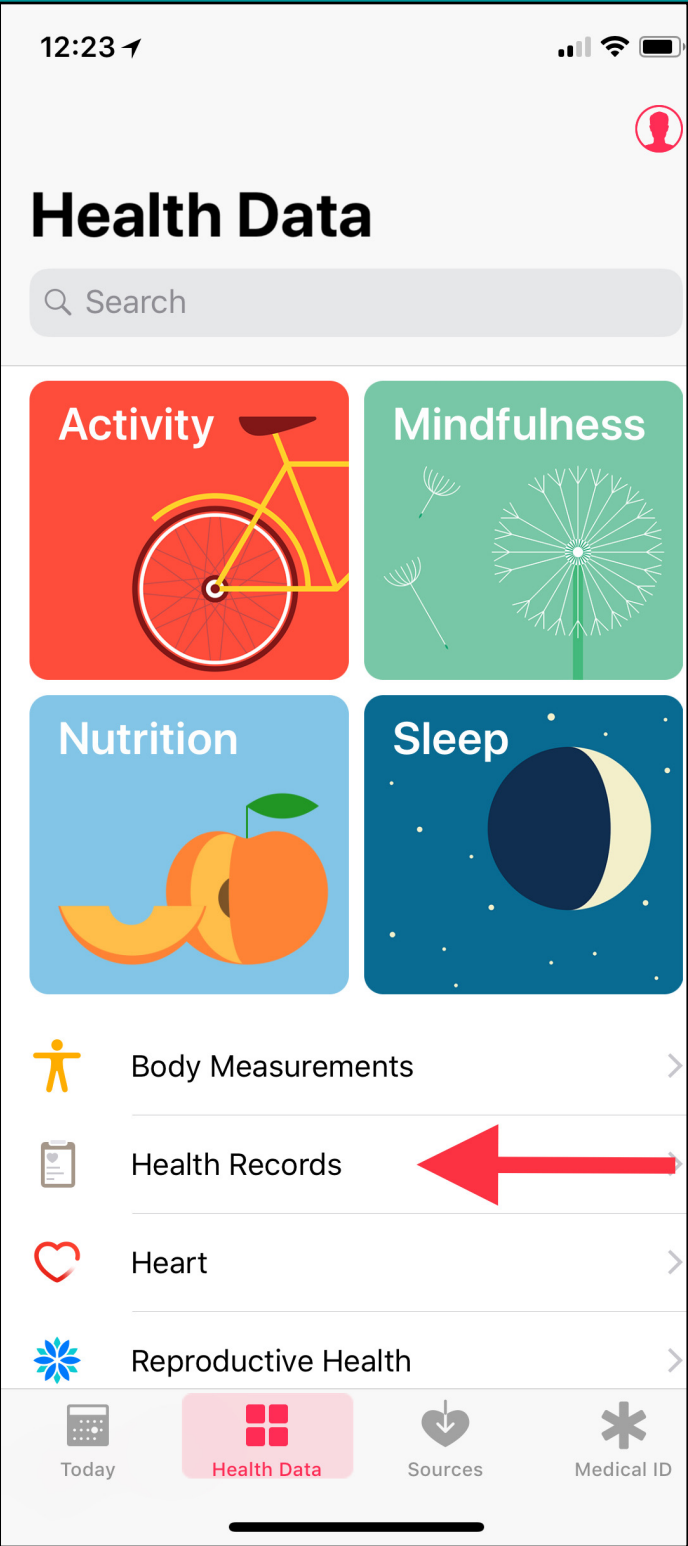 12:23
Health Data
Search
Activity
Mindfulness
Nutrition
Sleep
Body Measurements
Health Records
Heart
Reproductive Health
Today
Health Data
Sources
Medical ID